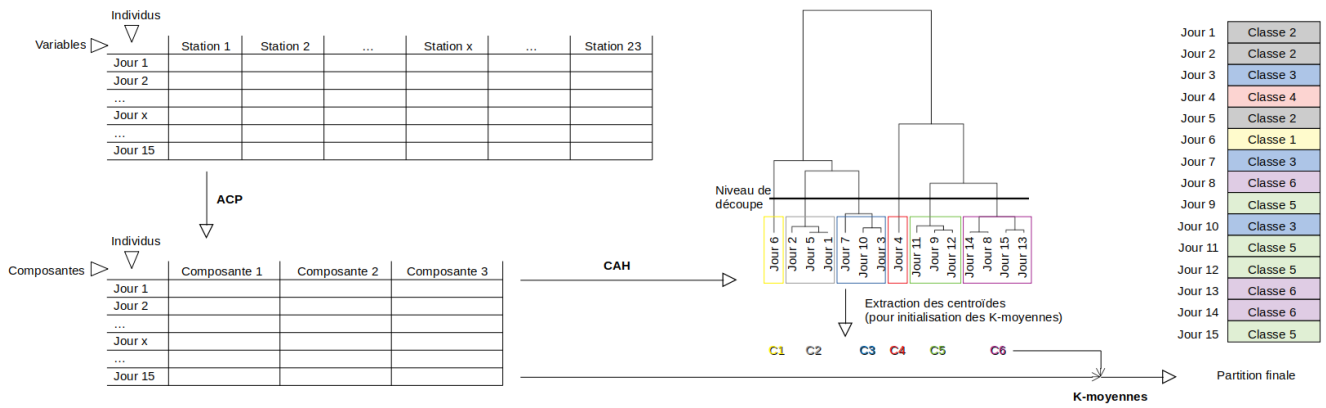 Individus
Variables
Station 1 Station 2 ... Station x ... Station 23
Jour 1
Jour 2
...
Jour x
...
Jour 15
ACP
Individus
Composantes
Composante 1 Composante 2 Composante 3
Jour 1
Jour 2
...
Jour x
...
Jour 15
CAH
Niveau de
découpe
Jour 6
Jour 2
Jour 5
Jour 1
Jour 7
Jour 10
Jour 3
Jour 4
Jour 11
Jour 9
Jour 12
Jour 14
Jour 8
Jour 15
Jour 13
Extraction des centroïdes
(pour initialisation des K-moyennes)
C1 C2 C3 C4 C5 C6
K-moyennes
Jour 1 Classe 2
Jour 2 Classe 2
Jour 3 Classe 3
Jour 4 Classe 4
Jour 5 Classe 2
Jour 6 Classe 1
Jour 7 Classe 3
Jour 8 Classe 6
Jour 9 Classe 5
Jour 10 Classe 3
Jour 11 Classe 5
Jour 12 Classe 5
Jour 13 Classe 6
Jour 14 Classe 6
Jour 15 Classe 5
Partition finale